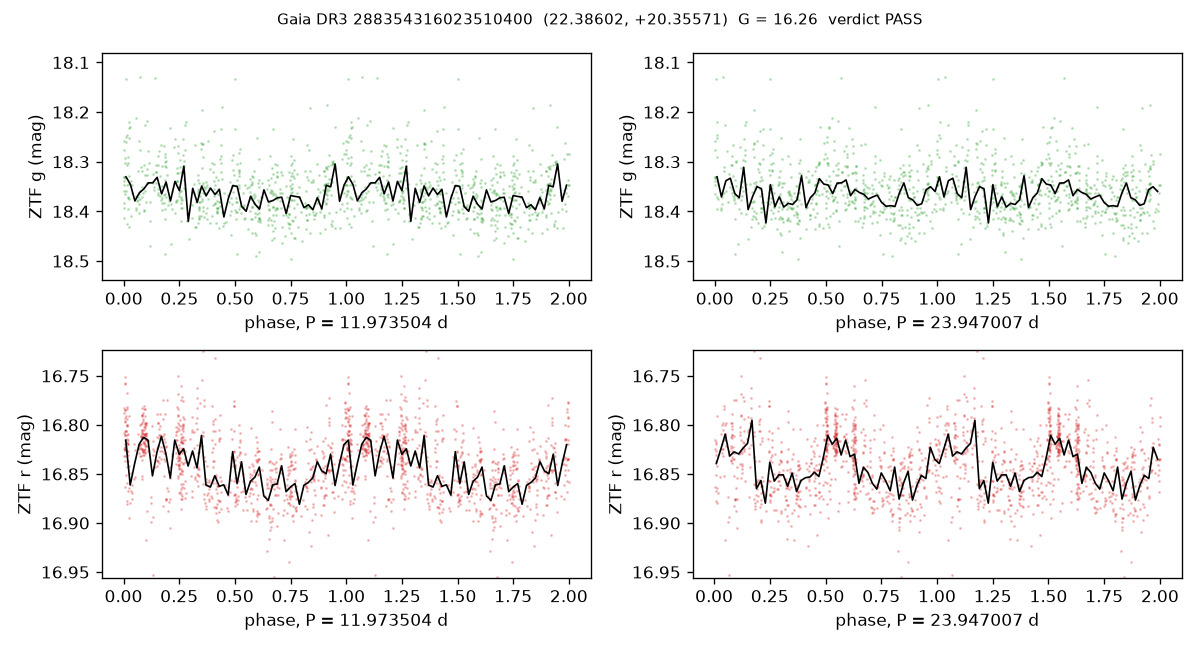 Gaia DR3 288354316023510400  (22.38602, +20.35571)  G = 16.26  verdict PASS
ZTF g (mag)
18.1
18.2
18.3
18.4
18.5
0.00 0.25 0.50 0.75 1.00 1.25 1.50 1.75 2.00
phase, P = 11.973504 d
ZTF g (mag)
18.1
18.2
18.3
18.4
18.5
0.00 0.25 0.50 0.75 1.00 1.25 1.50 1.75 2.00
phase, P = 23.947007 d
ZTF r (mag)
16.75
16.80
16.85
16.90
16.95
0.00 0.25 0.50 0.75 1.00 1.25 1.50 1.75 2.00
phase, P = 11.973504 d
ZTF r (mag)
16.75
16.80
16.85
16.90
16.95
0.00 0.25 0.50 0.75 1.00 1.25 1.50 1.75 2.00
phase, P = 23.947007 d